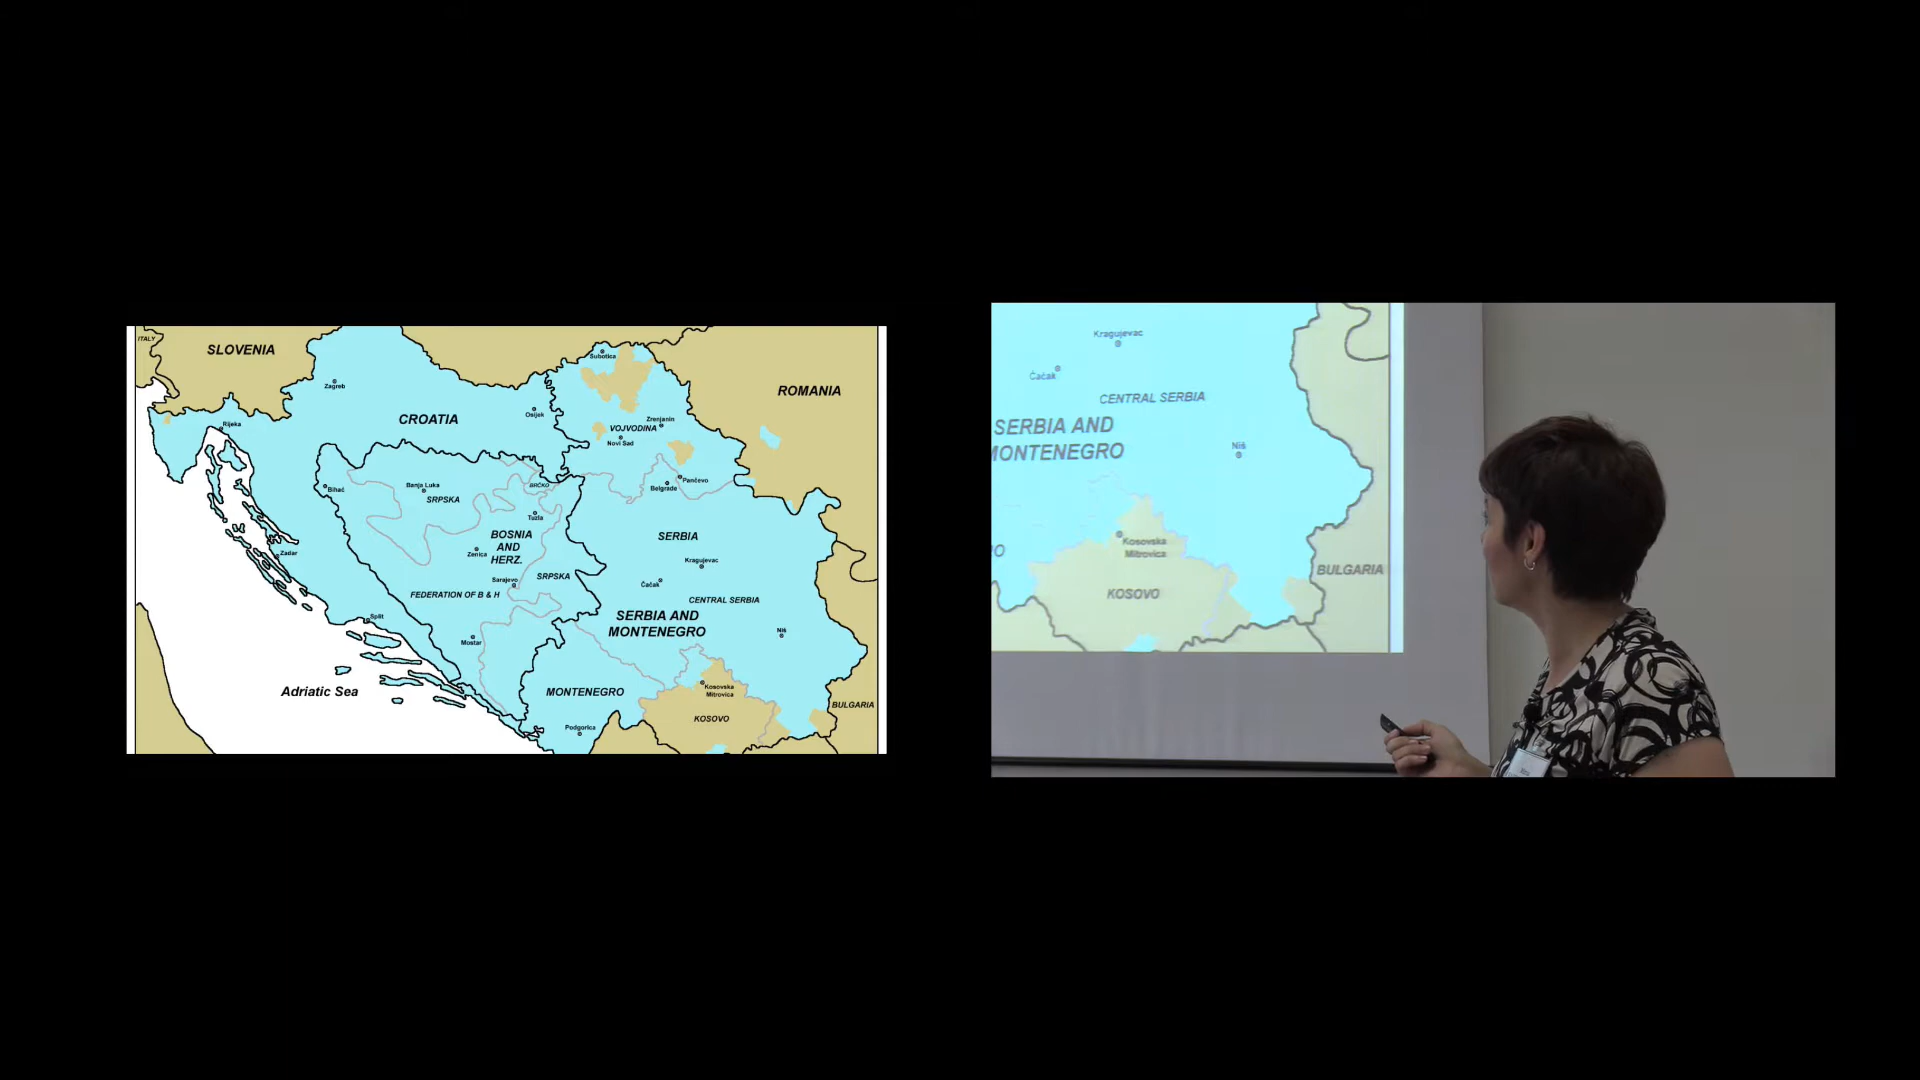 ITALY
SLOVENIA
ROMANIA
Subotica
Zagreb
CROATIA
Osijek
Zrenjanin
VOJVODINA
Novi Sad
Rijeka
Bihać
Banja Luka
SRPSKA
BRČKO
Pančevo
Belgrade
Tuzla
BOSNIA
AND
HERZ.
SERBIA
Zadar
Zenica
Kragujevac
Sarajevo
SRPSKA
Čačak
FEDERATION OF B & H
CENTRAL SERBIA
Split
SERBIA AND
MONTENEGRO
Niš
Mostar
Adriatic Sea
MONTENEGRO
Kosovska
Mitrovica
BULGARIA
KOSOVO
Podgorica
Kragujevac
Čačak
CENTRAL SERBIA
SERBIA AND
MONTENEGRO
Niš
Kosovska
Mitrovica
O
BULGARIA
KOSOVO